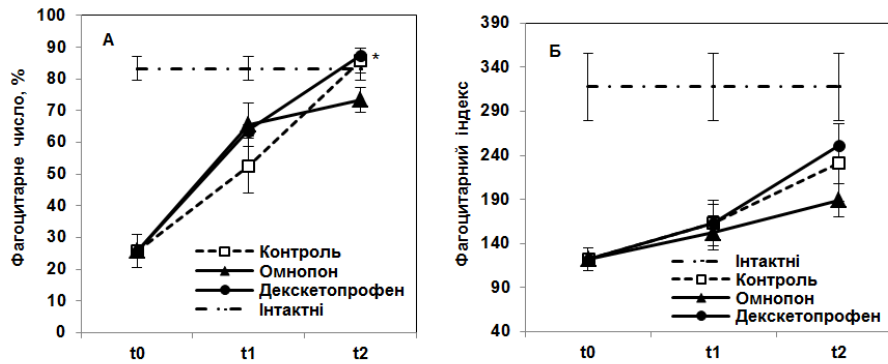 А
Фагоцитарне число, %
100
90
80
70
60
50
40
30
20
10
0
*
Контроль
Омнопон
Декскетопрофен
Інтактні
t0 t1 t2
Б
Фагоцитарний індекс
390
340
290
240
190
140
90
40
Інтактні
Контроль
Омнопон
Декскетопрофен
t0 t1 t2